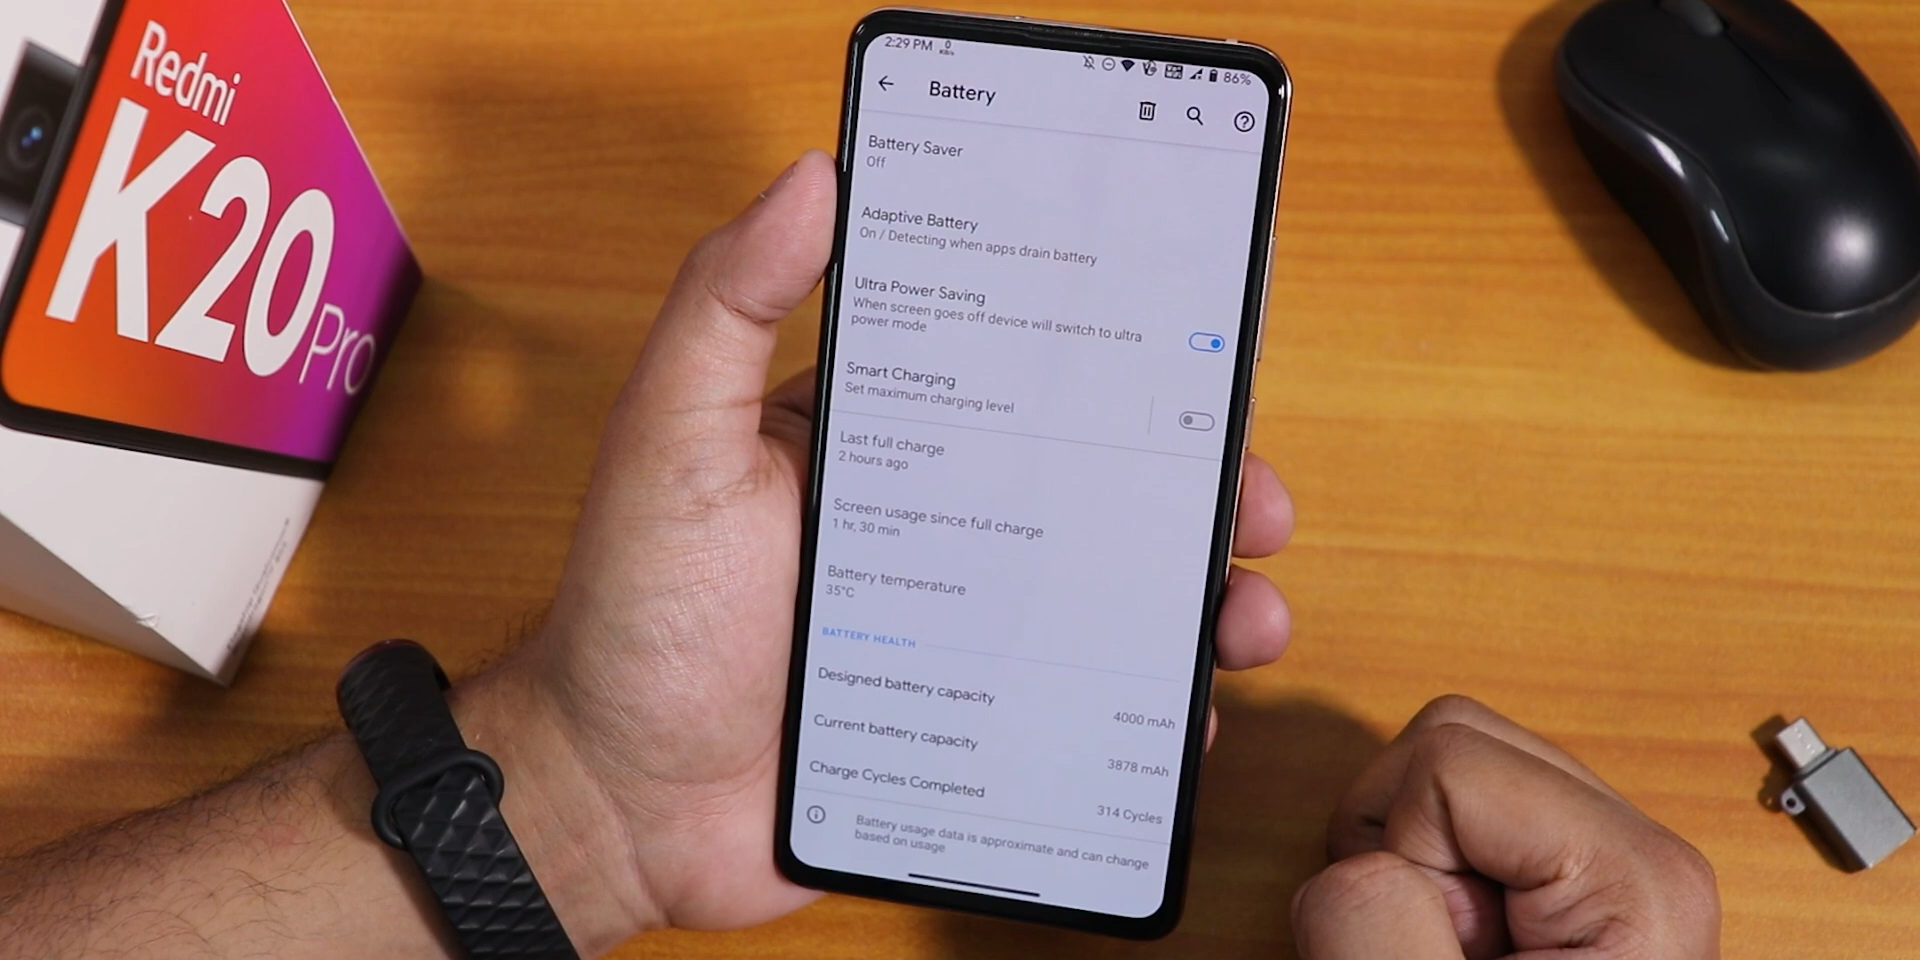 Redmi
K20
Pro
2:29 PM
0
86%
Battery
Battery Saver
Off
Adaptive Battery
On / Detecting when apps drain battery
Ultra Power Saving
When screen goes off device will switch to ultra
power mode
Smart Charging
Set maximum charging level
Last full charge
2 hours ago
Screen usage since full charge
1 hr, 30 min
Battery temperature
35°C
BATTERY HEALTH
Designed battery capacity
4000 mAh
Current battery capacity
3878 mAh
Charge Cycles Completed
314 Cycles
Battery usage data is approximate and can change
based on usage